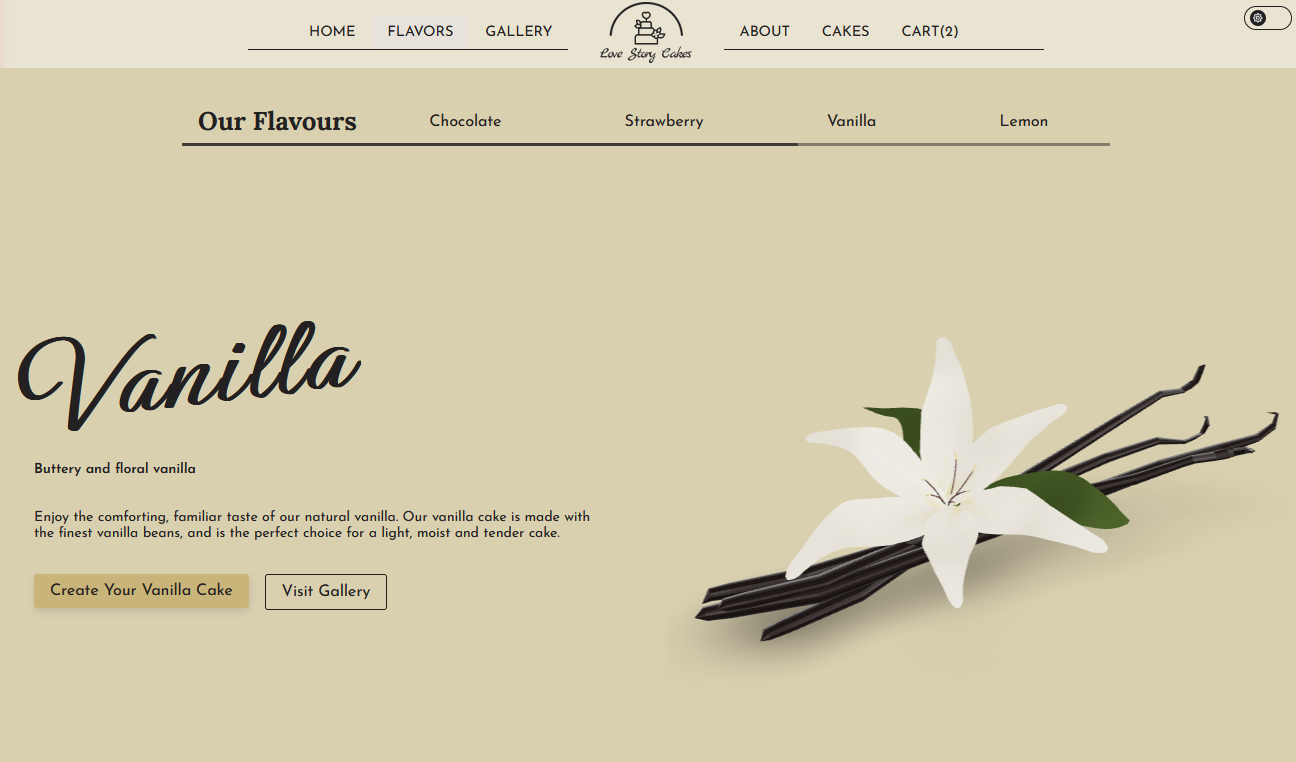 HOME FLAVORS GALLERY
Love Story Cakes
ABOUT CAKES CART(2)
Our Flavours Chocolate Strawberry Vanilla Lemon
Vanilla
Buttery and floral vanilla
Enjoy the comforting, familiar taste of our natural vanilla. Our vanilla cake is made with
the finest vanilla beans, and is the perfect choice for a light, moist and tender cake.
Create Your Vanilla Cake Visit Gallery